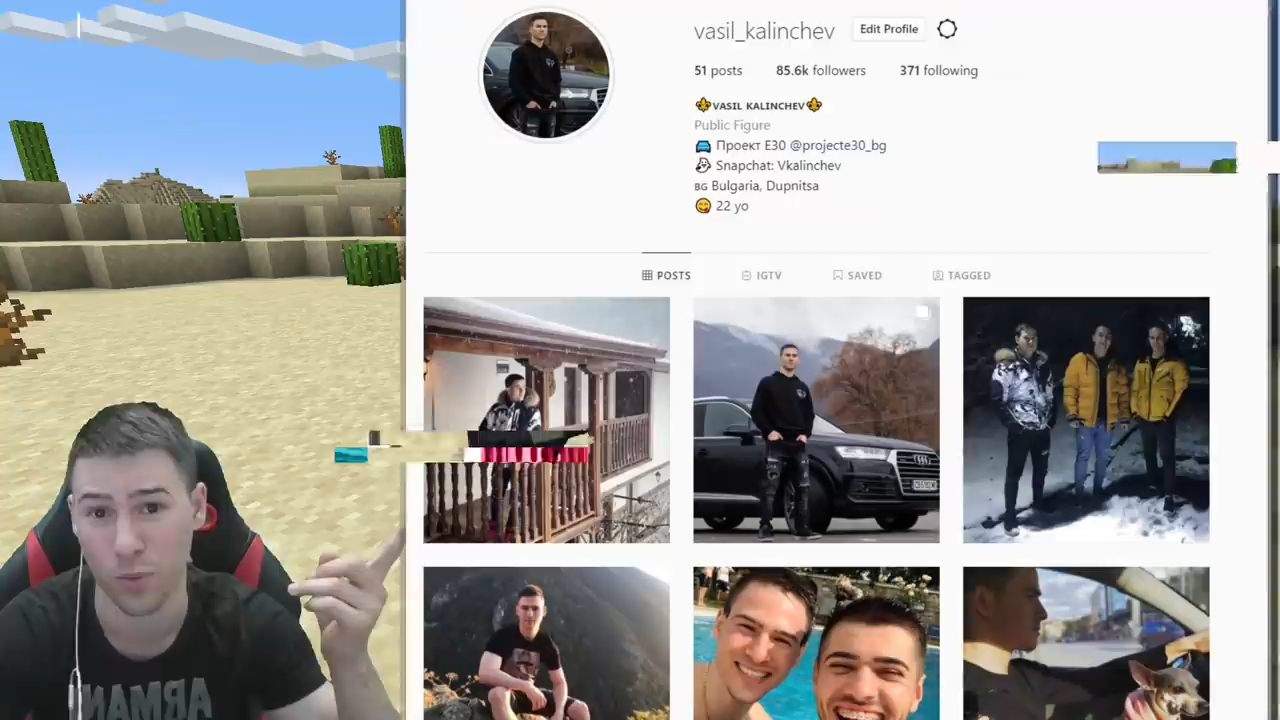 vasil_kalinchev Edit Profile
51 posts 85.6k followers 371 following
VASIL KALINCHEV
Public Figure
Проект E30 @projecte30_bg
Snapchat: Vkalinchev
BG Bulgaria, Dupnitsa
22 yo
POSTS IGTV SAVED TAGGED
ARMAN